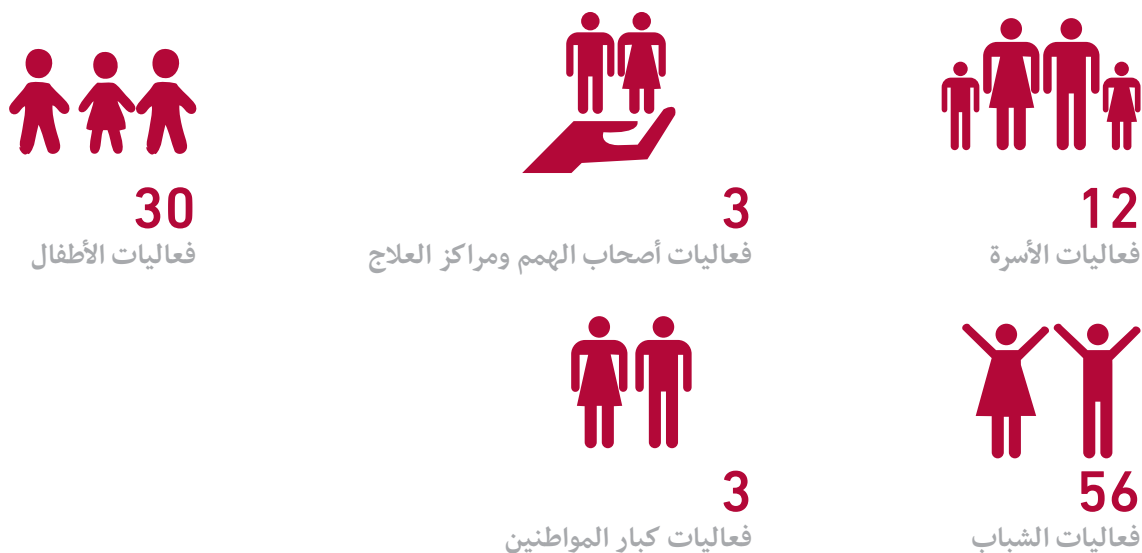 12
فعاليات الأسرة
3
فعاليات أصحاب الهمم ومراكز العلاج
30
فعاليات الأطفال
56
فعاليات الشباب
3
فعاليات كبار المواطنين